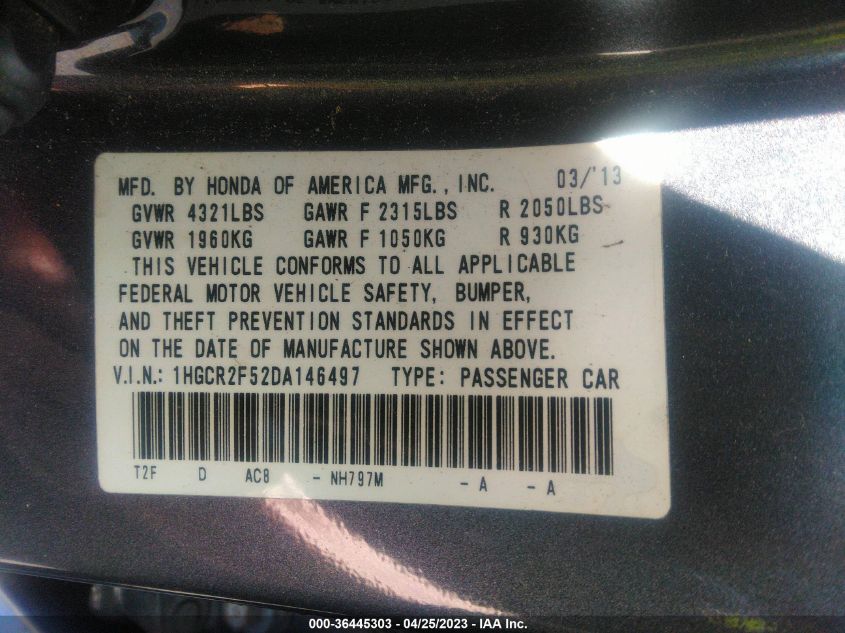 MFD. BY HONDA OF AMERICA MFG., INC. 03/'13
GVWR 4321LBS GAWR F 2315LBS R 2050LBS
GVWR 1960KG GAWR F 1050KG R 930KG
THIS VEHICLE CONFORMS TO ALL APPLICABLE
FEDERAL MOTOR VEHICLE SAFETY, BUMPER,
AND THEFT PREVENTION STANDARDS IN EFFECT
ON THE DATE OF MANUFACTURE SHOWN ABOVE.
V.I.N.: 1HGCR2F52DA146497 TYPE: PASSENGER CAR
T2F D AC8 - NH797M - A - A
000-36445303 - 04/25/2023 - IAA Inc.